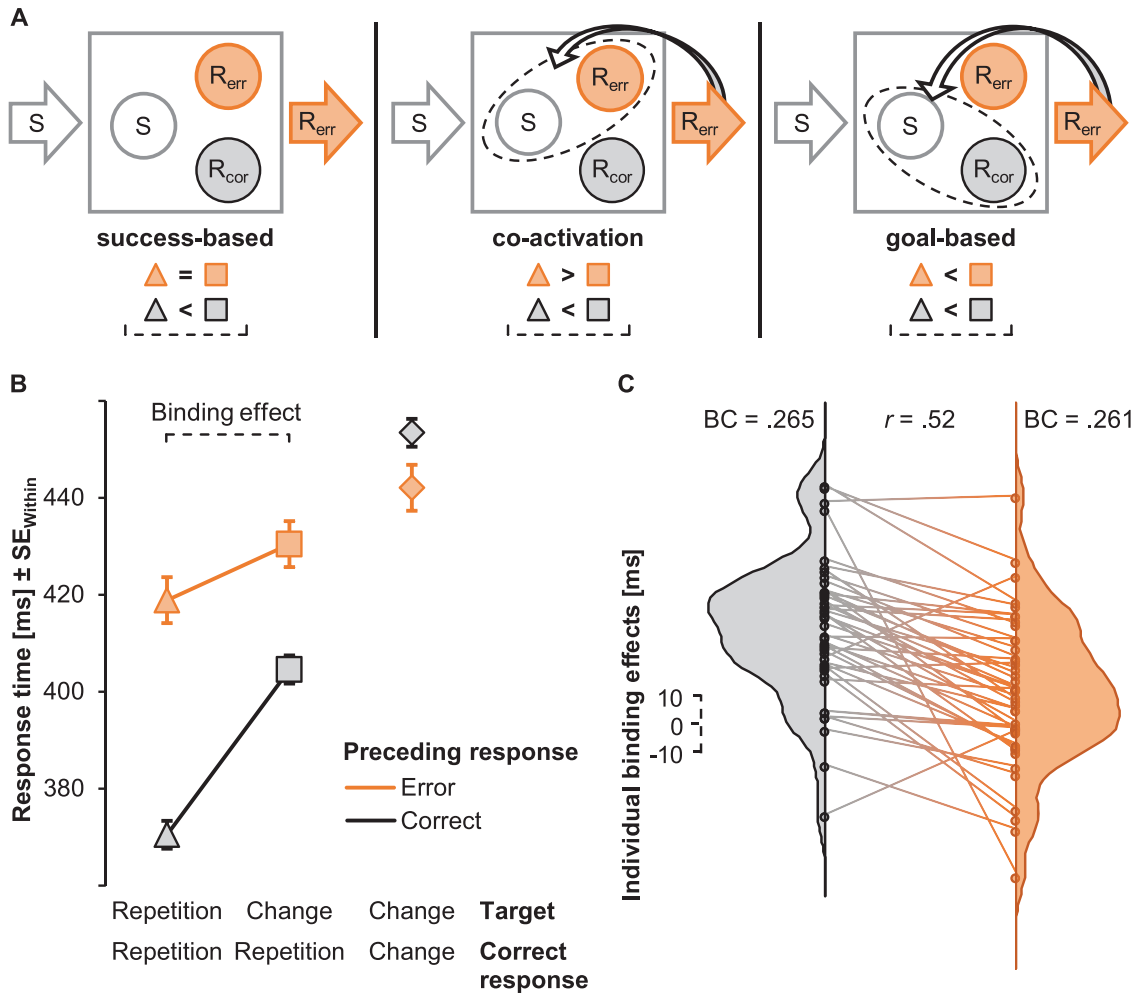 A
S
S
R_err
R_cor
R_err
success-based
=
<
S
S
R_err
R_cor
R_err
co-activation
>
<
S
S
R_err
R_cor
R_err
goal-based
<
<
B
Response time [ms] ± SE_Within
440
420
400
380
Binding effect
Preceding response
Error
Correct
Repetition Change Change Target
Repetition Repetition Change Correct
response
C
BC = .265 r = .52 BC = .261
Individual binding effects [ms]
10
0
-10